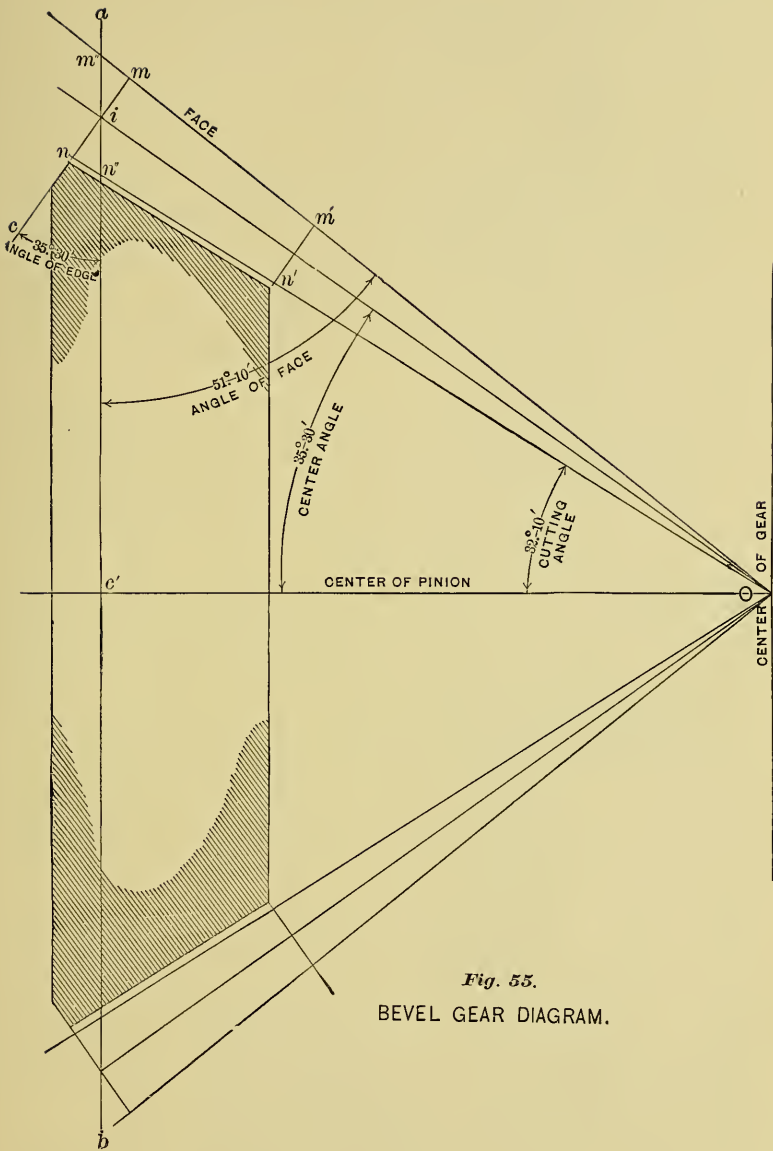 a
m"
m
i
FACE
n
n"
m'
c
35°-30'
ANGLE OF EDGE
n'
51°-10'
ANGLE OF FACE
35°-30'
CENTER ANGLE
32°-10'
CUTTING
ANGLE
c'
CENTER OF PINION
O
CENTER OF GEAR
Fig. 55.
BEVEL GEAR DIAGRAM.
b